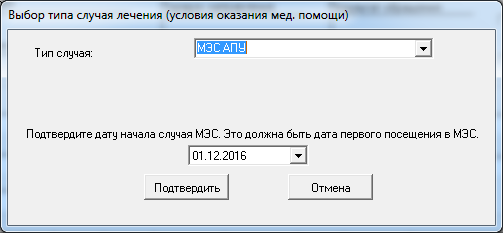 Выбор типа случая лечения (условия оказания мед. помощи)
Тип случая:
МЭС АПУ
Подтвердите дату начала случая МЭС. Это должна быть дата первого посещения в МЭС.
01.12.2016
Подтвердить
Отмена